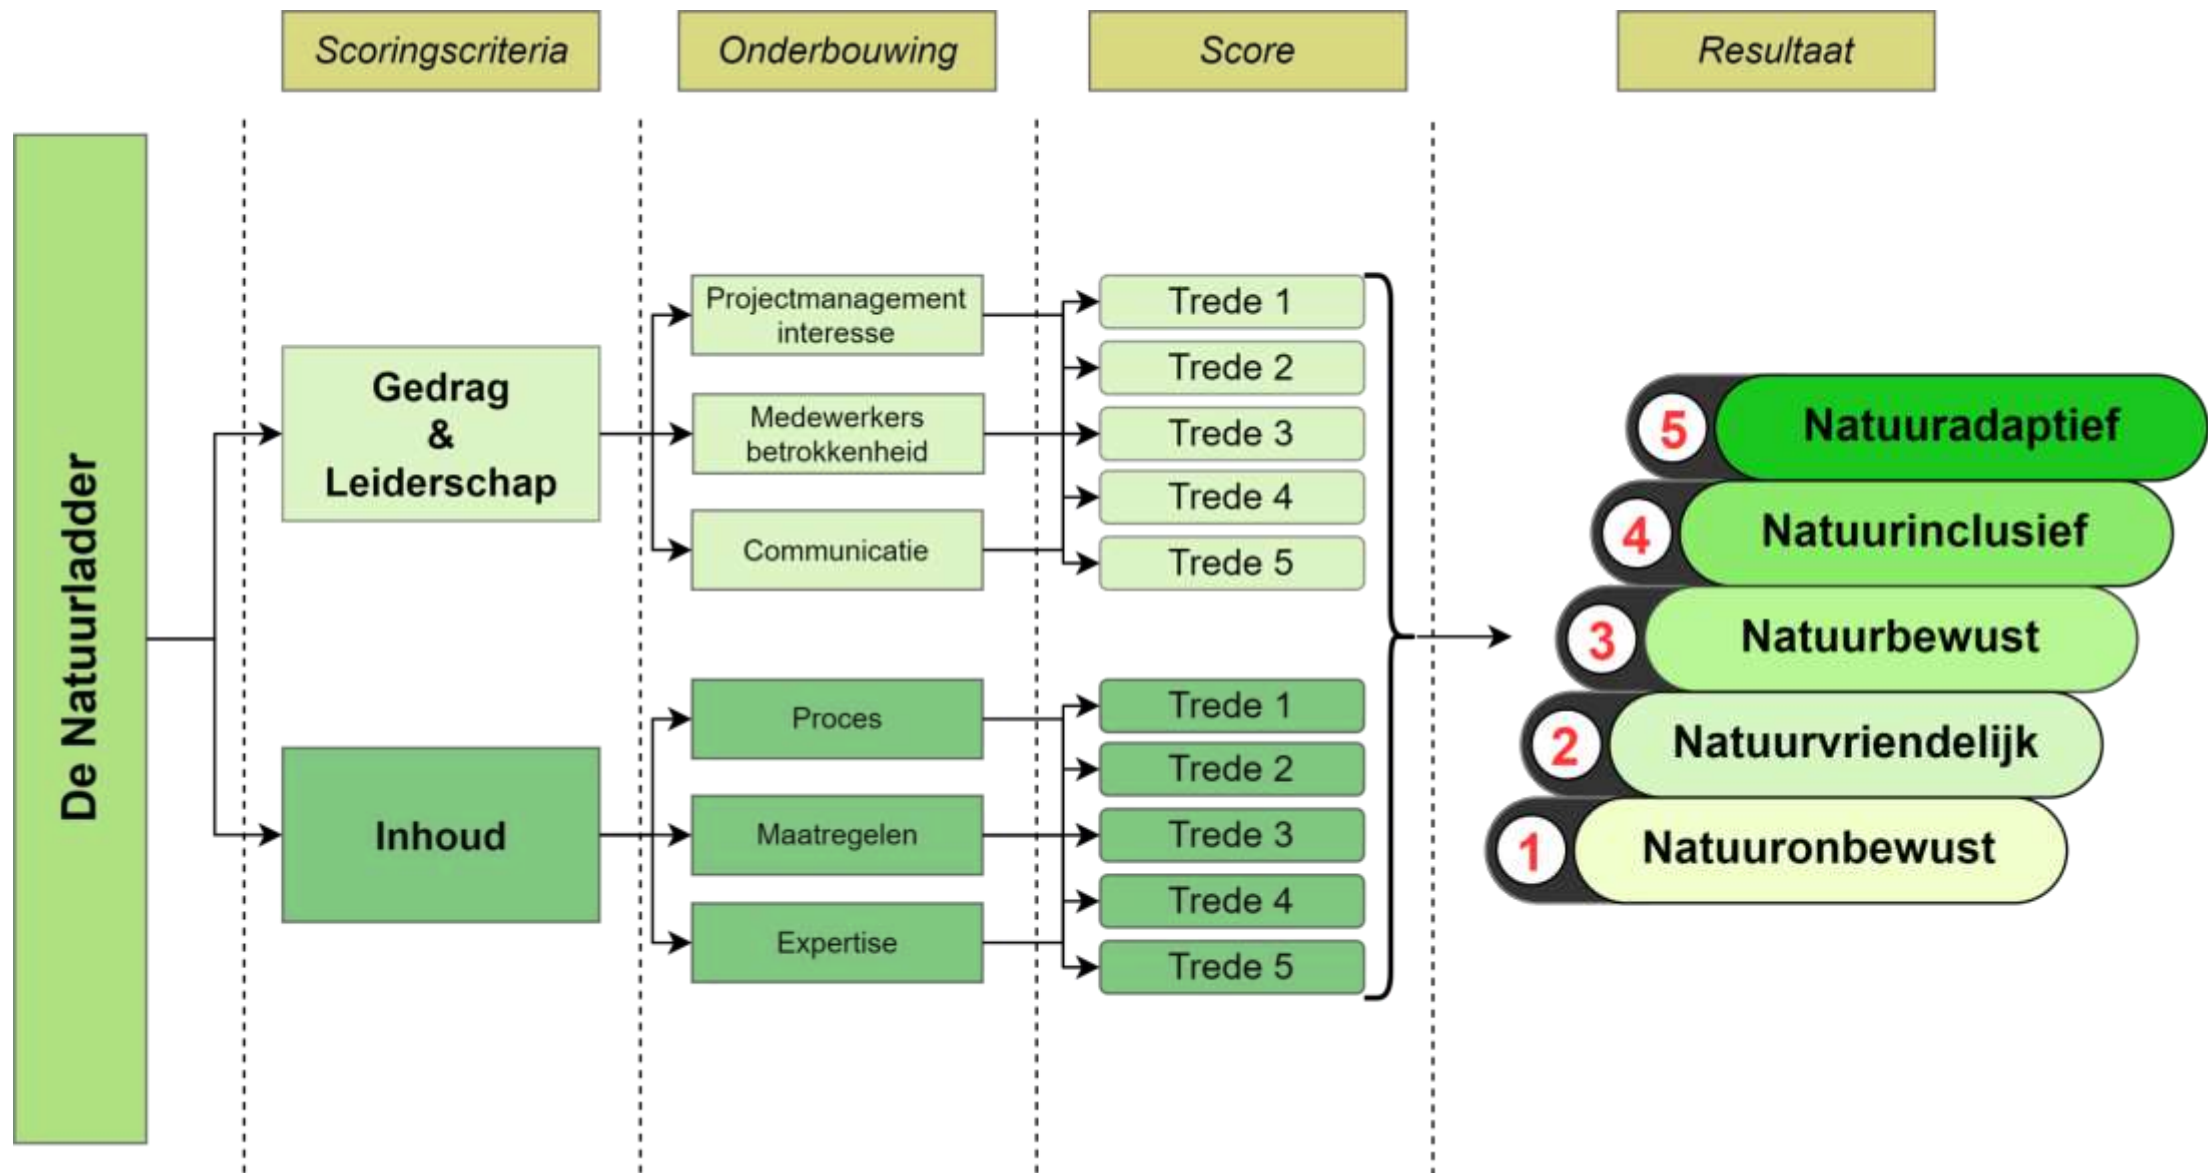 Scoringscriteria
Onderbouwing
Score
Resultaat
De Natuurladder
Gedrag
&
Leiderschap
Inhoud
Projectmanagement
interesse
Medewerkers
betrokkenheid
Communicatie
Proces
Maatregelen
Expertise
Trede 1
Trede 2
Trede 3
Trede 4
Trede 5
Trede 1
Trede 2
Trede 3
Trede 4
Trede 5
5 Natuuradaptief
4 Natuurinclusief
3 Natuurbewust
2 Natuurvriendelijk
1 Natuuronbewust